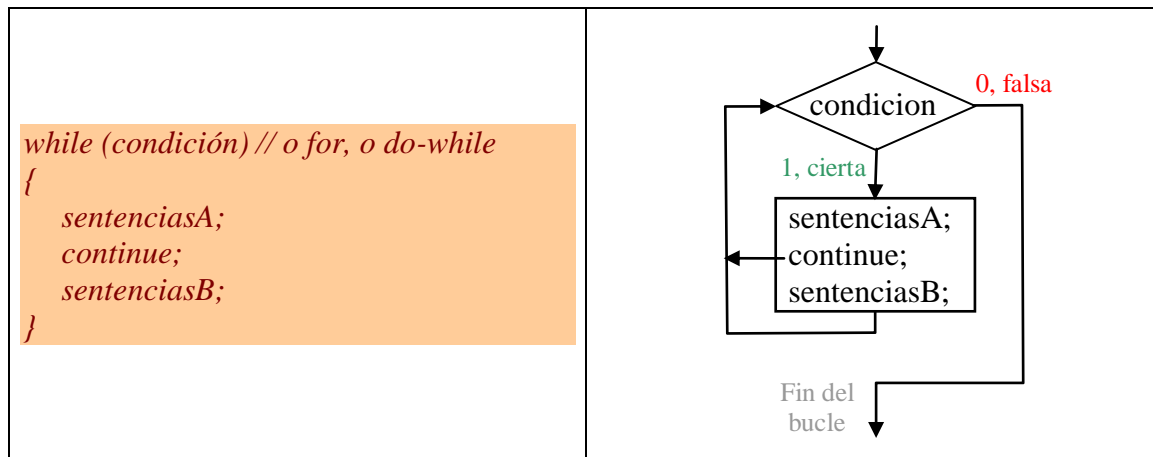 while (condición) // o for, o do-while
{
sentenciasA;
continue;
sentenciasB;
}
0, falsa
condicion
1, cierta
sentenciasA;
continue;
sentenciasB;
Fin del
bucle